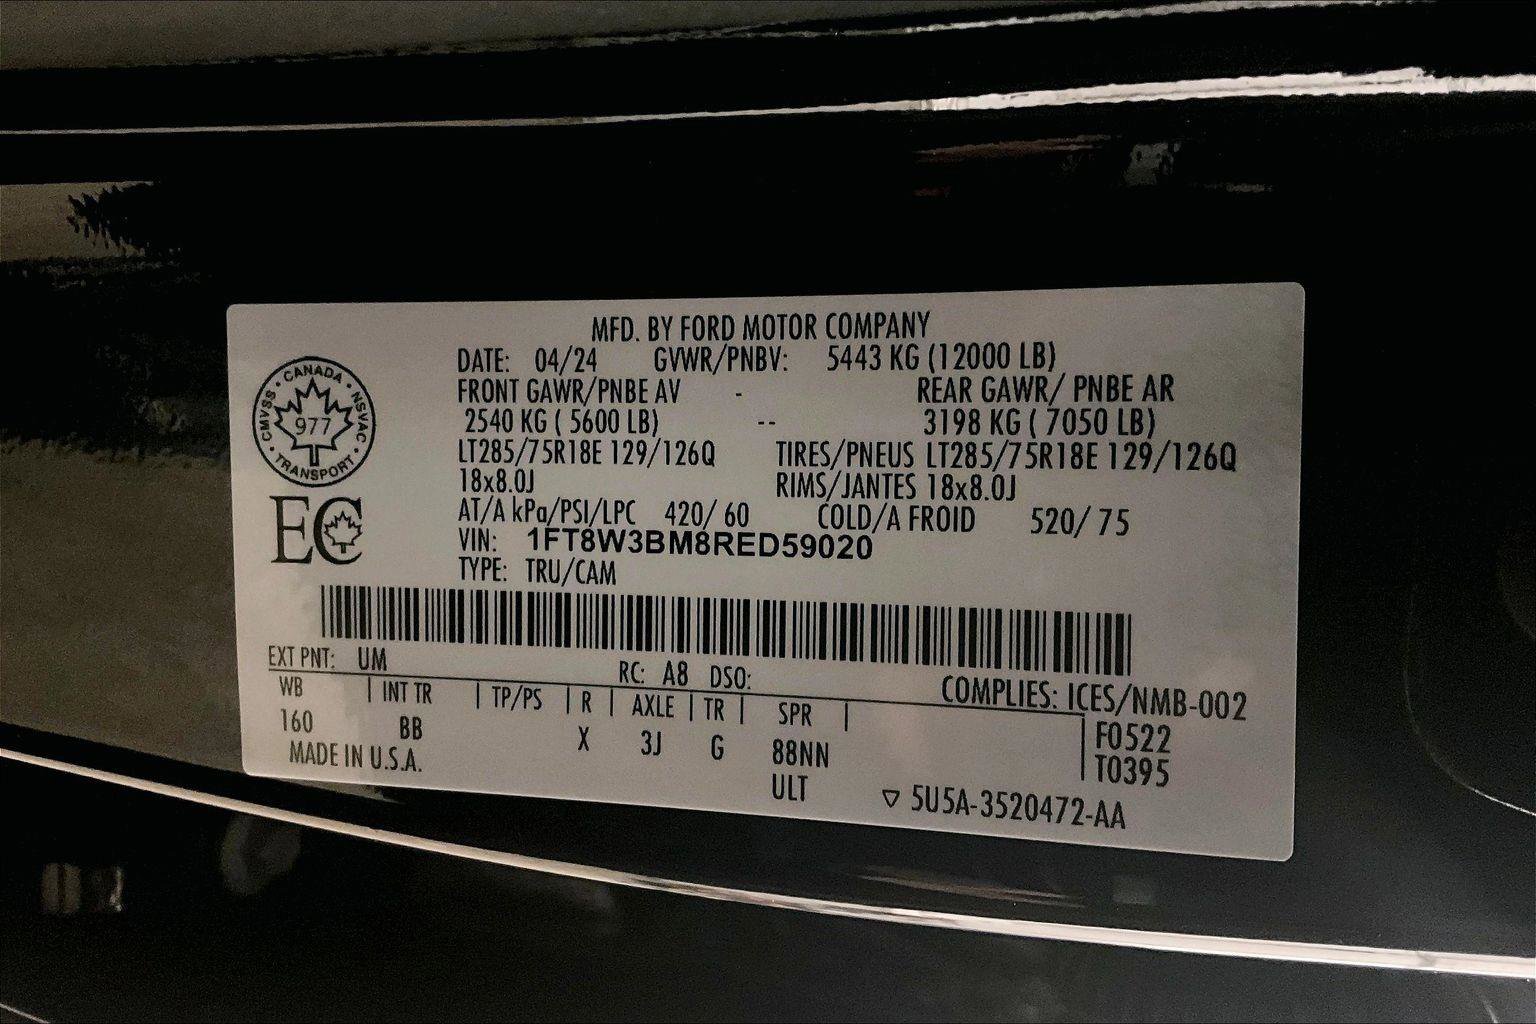 MFD. BY FORD MOTOR COMPANY
DATE: 04/24 GVWR/PNBV: 5443 KG (12000 LB)
FRONT GAWR/PNBE AV - REAR GAWR/ PNBE AR
2540 KG ( 5600 LB) -- 3198 KG ( 7050 LB)
LT285/75R18E 129/126Q TIRES/PNEUS LT285/75R18E 129/126Q
18x8.0J RIMS/JANTES 18x8.0J
AT/A kPa/PSI/LPC 420/ 60 COLD/A FROID 520/ 75
VIN: 1FT8W3BM8RED59020
TYPE: TRU/CAM
CANADA
CMVSS NSVAC
977
TRANSPORT
EC
EXT PNT: UM RC: A8 DSO:
COMPLIES: ICES/NMB-002
WB | INT TR | TP/PS | R | AXLE | TR | SPR |
160 BB X 3J G 88NN
F0522
T0395
MADE IN U.S.A.
ULT
▽ 5U5A-3520472-AA